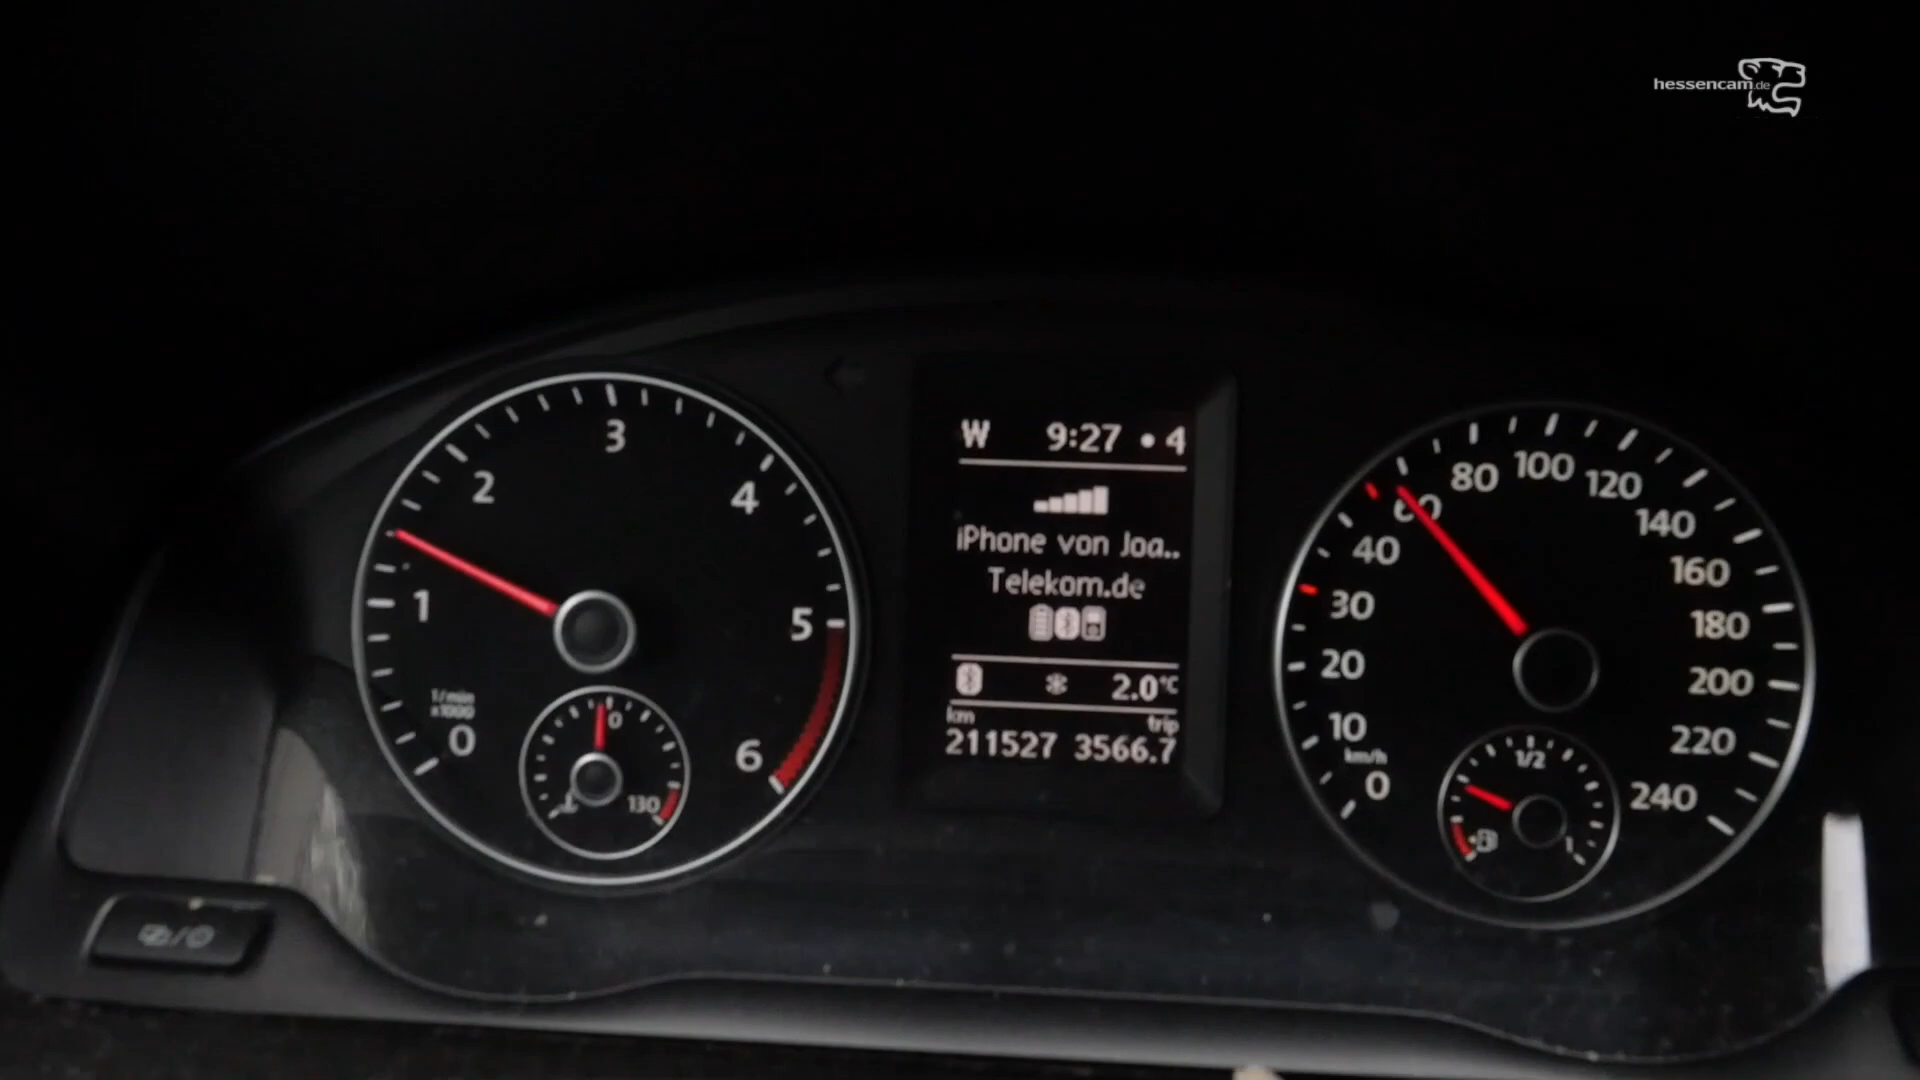 hessencam.de
1/min
x1000
0
1
2
3
4
5
6
130
W 9:27 • 4
iPhone von Joa..
Telekom.de
2.0°C
km trip
211527 3566.7
0
10
20
30
40
60
80
100
120
140
160
180
200
220
240
km/h
1/2
1